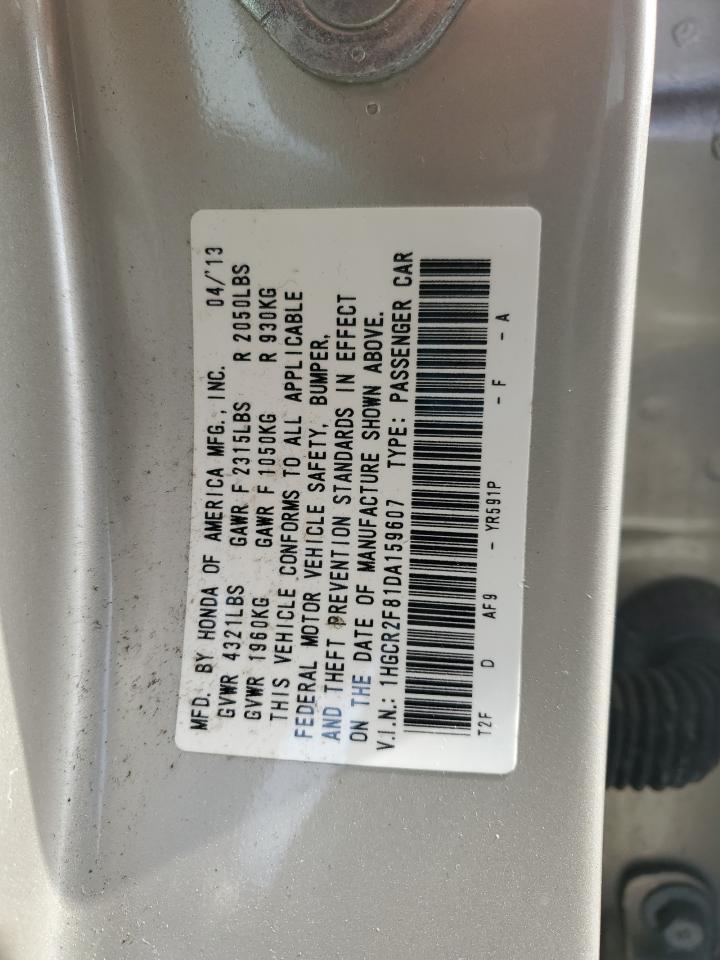 MFD. BY HONDA OF AMERICA MFG., INC. 04/'13
GVWR 4321LBS GAWR F 2315LBS R 2050LBS
GVWR 1960KG GAWR F 1050KG R 930KG
THIS VEHICLE CONFORMS TO ALL APPLICABLE
FEDERAL MOTOR VEHICLE SAFETY, BUMPER,
AND THEFT PREVENTION STANDARDS IN EFFECT
ON THE DATE OF MANUFACTURE SHOWN ABOVE.
V.I.N.: 1HGCR2F81DA159607 TYPE: PASSENGER CAR
T2F D AF9 - YR591P - F - A